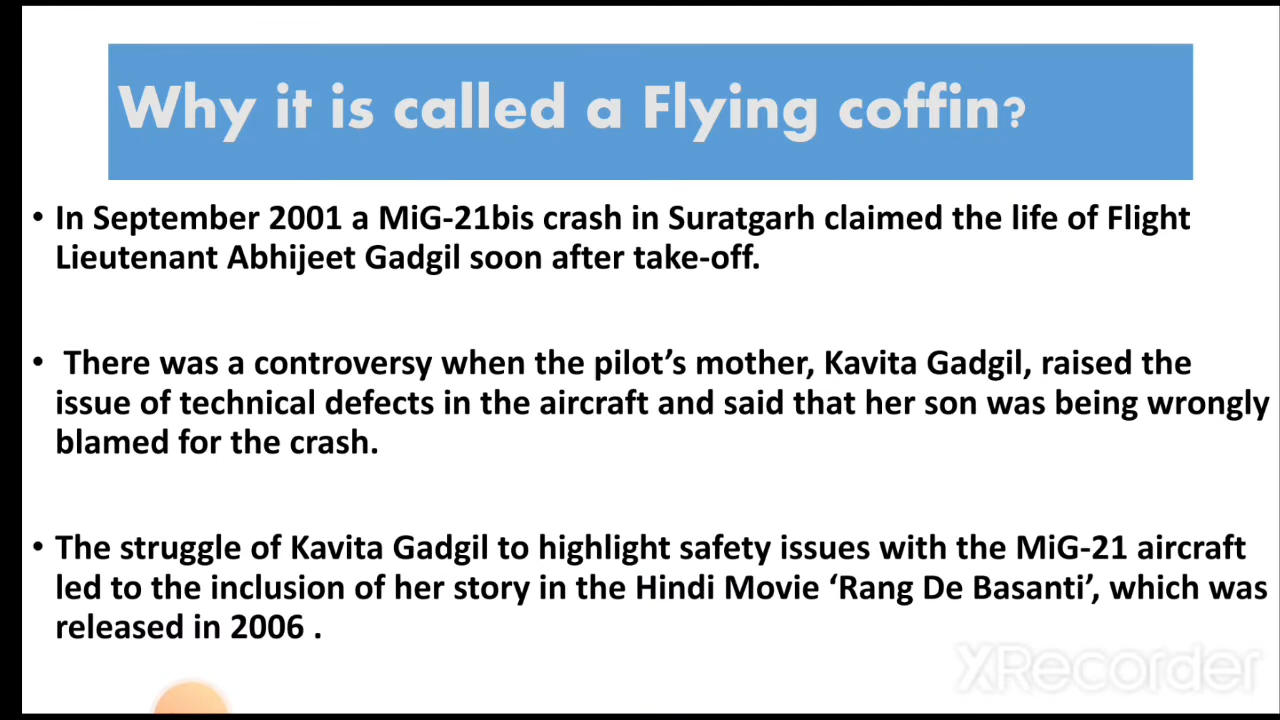 Why it is called a Flying coffin?
• In September 2001 a MiG-21bis crash in Suratgarh claimed the life of Flight
Lieutenant Abhijeet Gadgil soon after take-off.
• There was a controversy when the pilot’s mother, Kavita Gadgil, raised the
issue of technical defects in the aircraft and said that her son was being wrongly
blamed for the crash.
• The struggle of Kavita Gadgil to highlight safety issues with the MiG-21 aircraft
led to the inclusion of her story in the Hindi Movie ‘Rang De Basanti’, which was
released in 2006 .
XRecorder